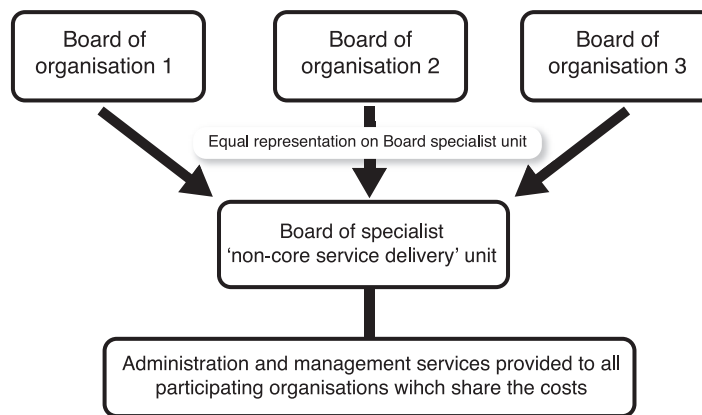 Board of
organisation 1
Board of
organisation 2
Board of
organisation 3
Equal representation on Board specialist unit
Board of specialist
‘non-core service delivery’ unit
Administration and management services provided to all
participating organisations wihch share the costs